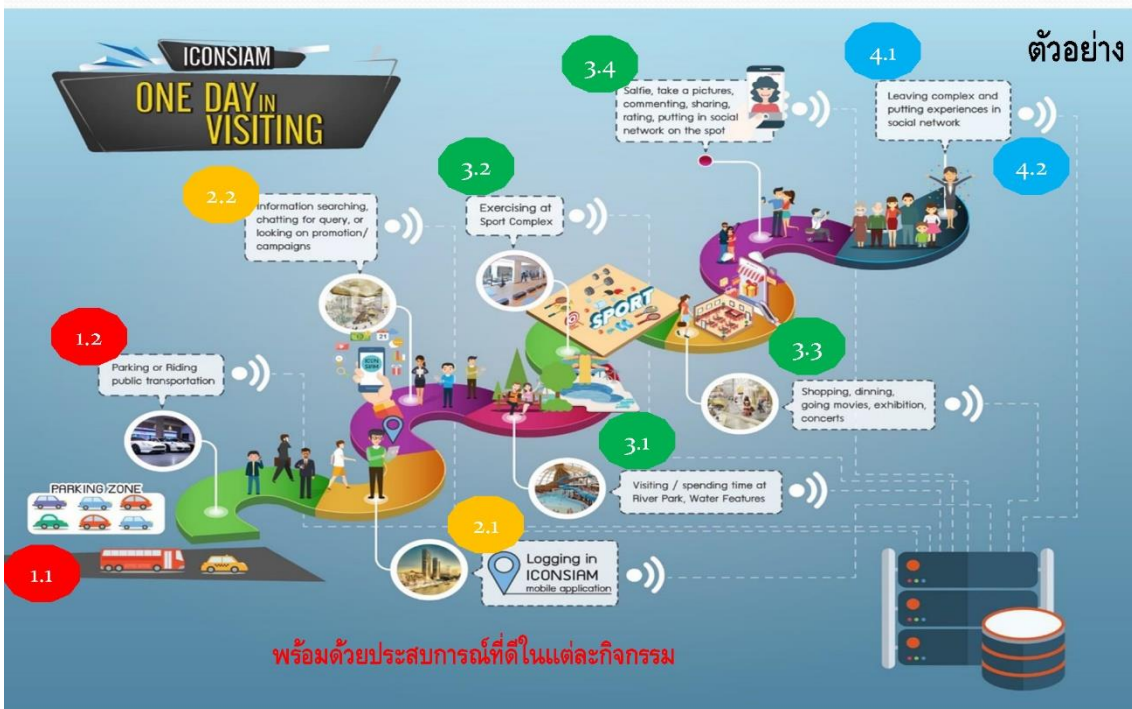 ตัวอย่าง
ICONSIAM
ONE DAY IN
VISITING
1.1
1.2
Parking or Riding
public transportation
PARKING ZONE
2.1
Logging in
ICONSIAM
mobile application
2.2
Information searching,
chatting for query, or
looking on promotion/
campaigns
21
ICON
SIAM
3.1
Visiting / spending time at
River Park, Water Features
3.2
Exercising at
Sport Complex
SPORT
3.3
Shopping, dinning,
going movies, exhibition,
concerts
3.4
Salfie, take a pictures,
commenting, sharing,
rating, putting in social
network on the spot
4.1
Leaving complex and
putting experiences in
social network
4.2
พร้อมด้วยประสบการณ์ที่ดีในแต่ละกิจกรรม